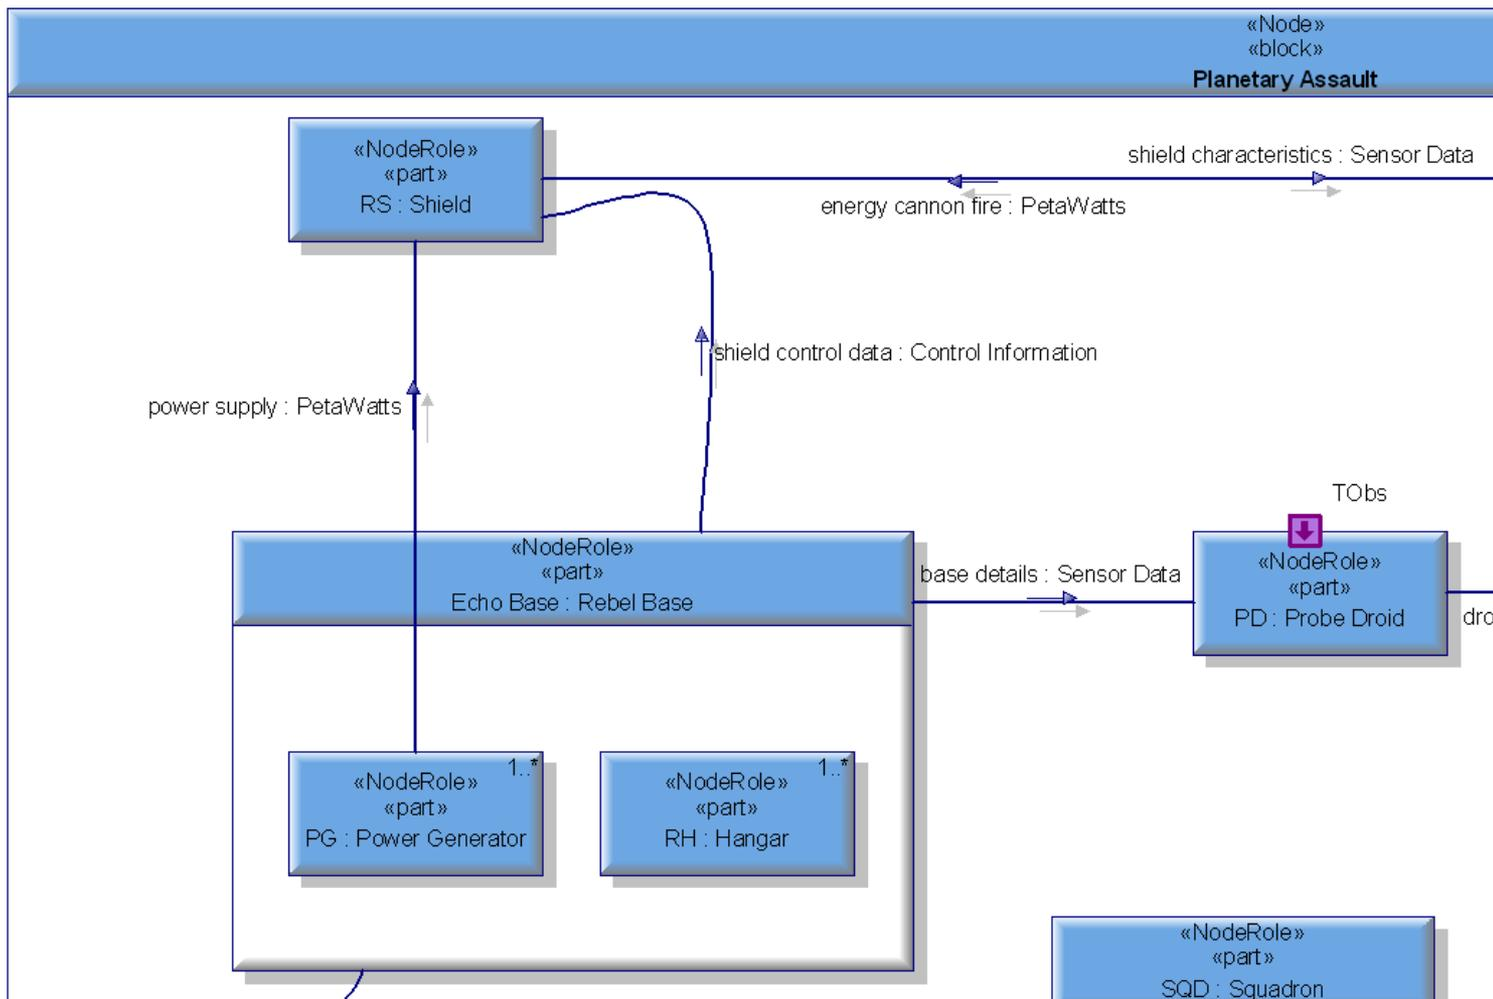 «Node»
«block»
Planetary Assault
«NodeRole»
«part»
RS : Shield
shield characteristics : Sensor Data
energy cannon fire : PetaWatts
shield control data : Control Information
power supply : PetaWatts
TObs
«NodeRole»
«part»
Echo Base : Rebel Base
base details : Sensor Data
«NodeRole»
«part»
PD : Probe Droid
dro
1..*
«NodeRole»
«part»
PG : Power Generator
1..*
«NodeRole»
«part»
RH : Hangar
«NodeRole»
«part»
SQD : Squadron